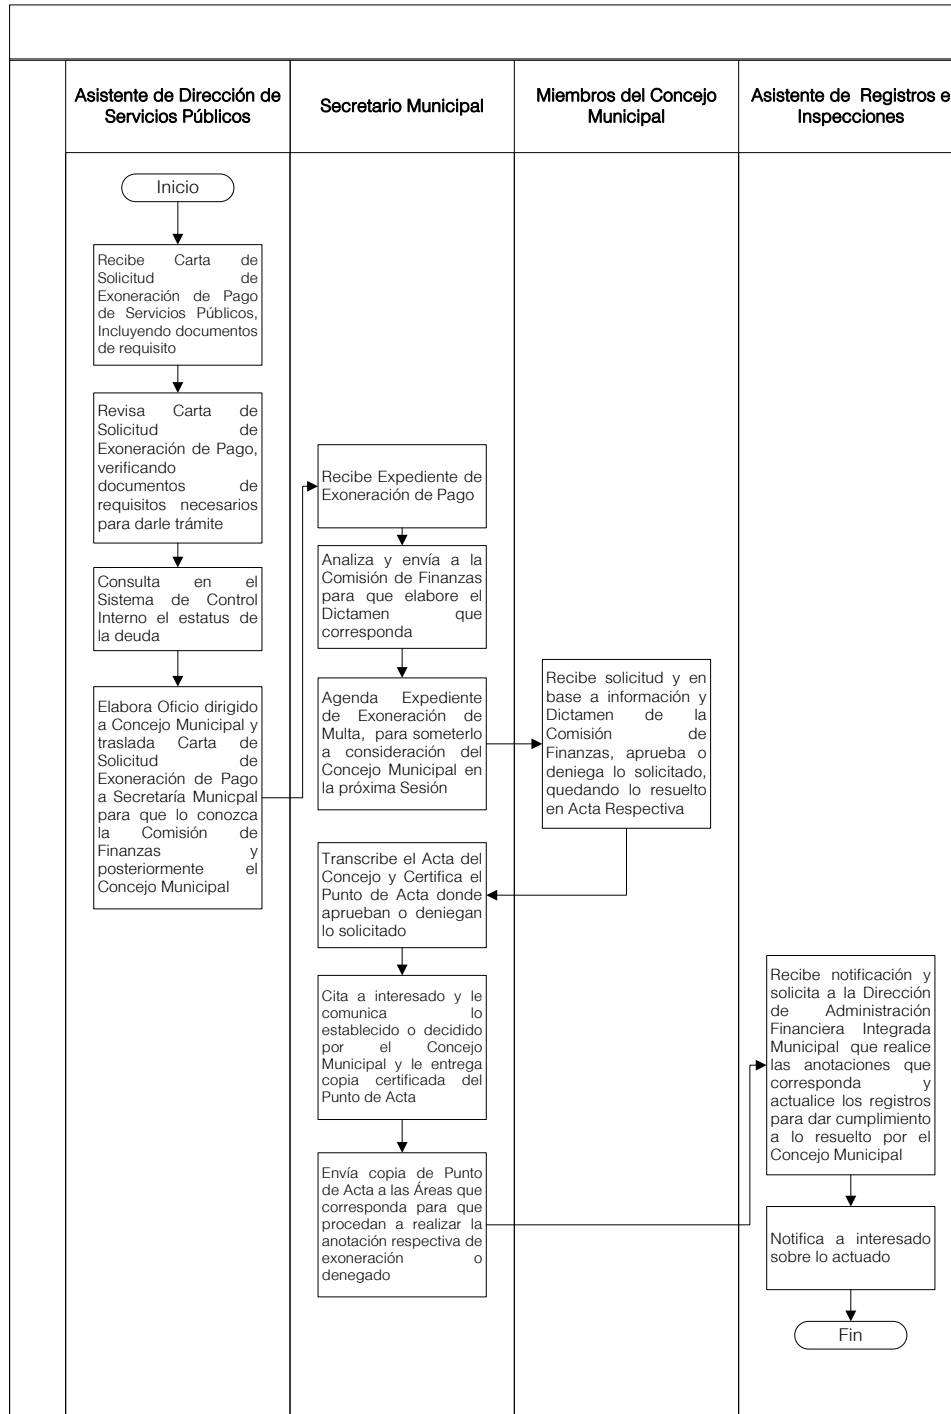 Asistente de Dirección de
Servicios Públicos
Secretario Municipal
Miembros del Concejo
Municipal
Asistente de Registros e
Inspecciones
Inicio
Recibe Carta de
Solicitud de
Exoneración de Pago
de Servicios Públicos,
Incluyendo documentos
de requisito
Revisa Carta de
Solicitud de
Exoneración de Pago,
verificando
documentos de
requisitos necesarios
para darle trámite
Consulta en el
Sistema de Control
Interno el estatus de
la deuda
Elabora Oficio dirigido
a Concejo Municipal y
traslada Carta de
Solicitud de
Exoneración de Pago
a Secretaría Municpal
para que lo conozca
la Comisión de
Finanzas y
posteriormente el
Concejo Municipal
Recibe Expediente de
Exoneración de Pago
Analiza y envía a la
Comisión de Finanzas
para que elabore el
Dictamen que
corresponda
Agenda Expediente
de Exoneración de
Multa, para someterlo
a consideración del
Concejo Municipal en
la próxima Sesión
Recibe solicitud y en
base a información y
Dictamen de la
Comisión de
Finanzas, aprueba o
deniega lo solicitado,
quedando lo resuelto
en Acta Respectiva
Transcribe el Acta del
Concejo y Certifica el
Punto de Acta donde
aprueban o deniegan
lo solicitado
Cita a interesado y le
comunica lo
establecido o decidido
por el Concejo
Municipal y le entrega
copia certificada del
Punto de Acta
Envía copia de Punto
de Acta a las Áreas que
corresponda para que
procedan a realizar la
anotación respectiva de
exoneración o
denegado
Recibe notificación y
solicita a la Dirección
de Administración
Financiera Integrada
Municipal que realice
las anotaciones que
corresponda y
actualice los registros
para dar cumplimiento
a lo resuelto por el
Concejo Municipal
Notifica a interesado
sobre lo actuado
Fin